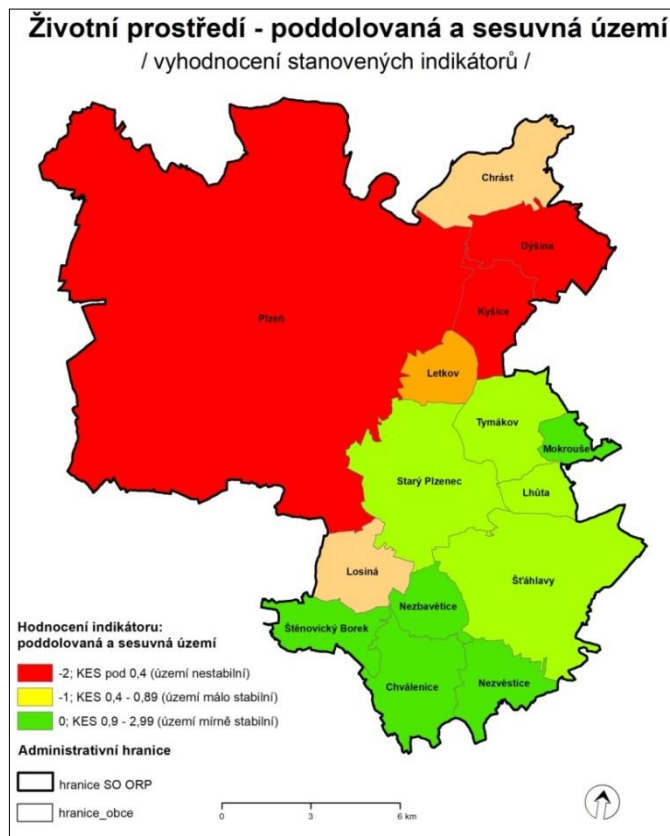 Životní prostředí - poddolovaná a sesuvná území
/ vyhodnocení stanovených indikátorů /
Chrást
Dýšina
Plzeň
Kyšice
Letkov
Tymákov
Mokrouše
Starý Plzenec
Lhůta
Losiná
Šťáhlavy
Nezbavětice
Štěnovický Borek
Chválenice
Nezvěstice
Hodnocení indikátoru:
poddolovaná a sesuvná území
-2; KES pod 0,4 (území nestabilní)
-1; KES 0,4 - 0,89 (území málo stabilní)
0; KES 0,9 - 2,99 (území mírně stabilní)
Administrativní hranice
hranice SO ORP
hranice_obce
0 3 6 km